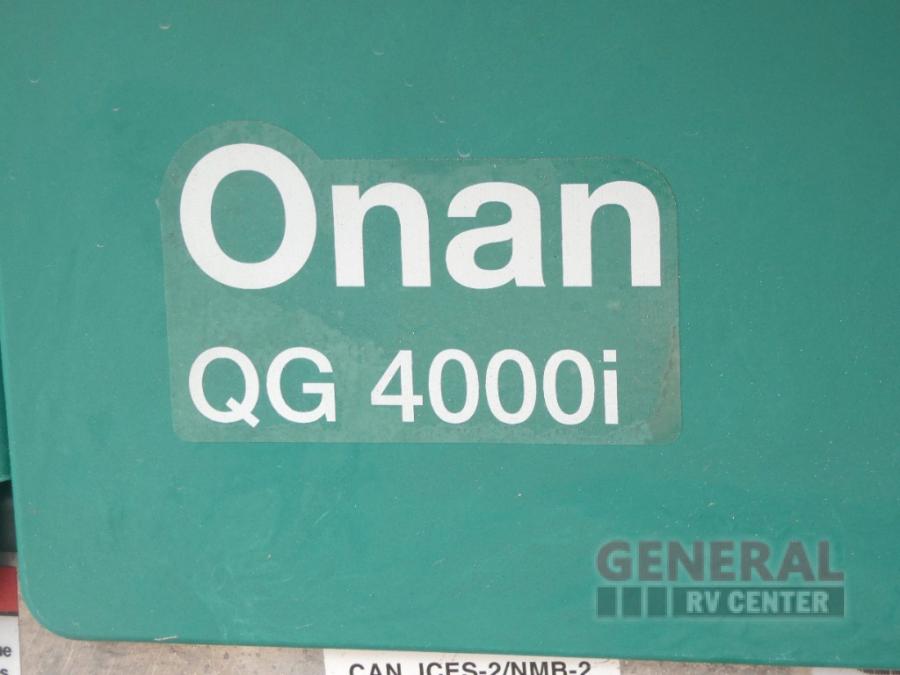 Onan
QG 4000i
GENERAL
RV CENTER
CAN ICES-2/NMB-2